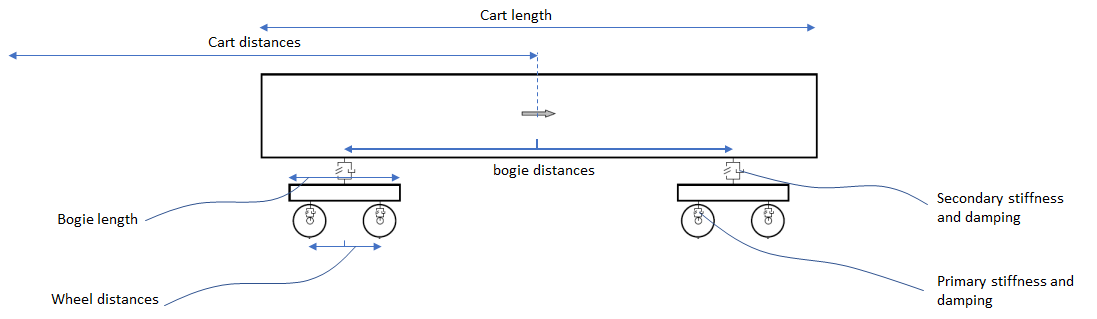 Cart length
Cart distances
bogie distances
Secondary stiffness
and damping
Bogie length
Primary stiffness and
damping
Wheel distances